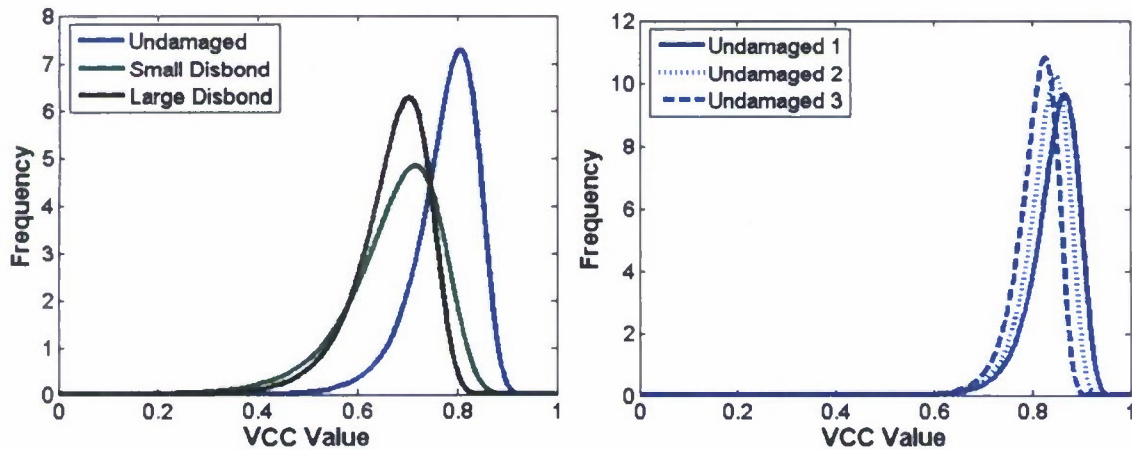 8
7
6
5
4
3
2
1
0
Frequency
Undamaged
Small Disbond
Large Disbond
0
0.2
0.4
0.6
0.8
1
VCC Value
12
10
8
6
4
2
0
Frequency
Undamaged 1
Undamaged 2
Undamaged 3
0
0.2
0.4
0.6
0.8
1
VCC Value